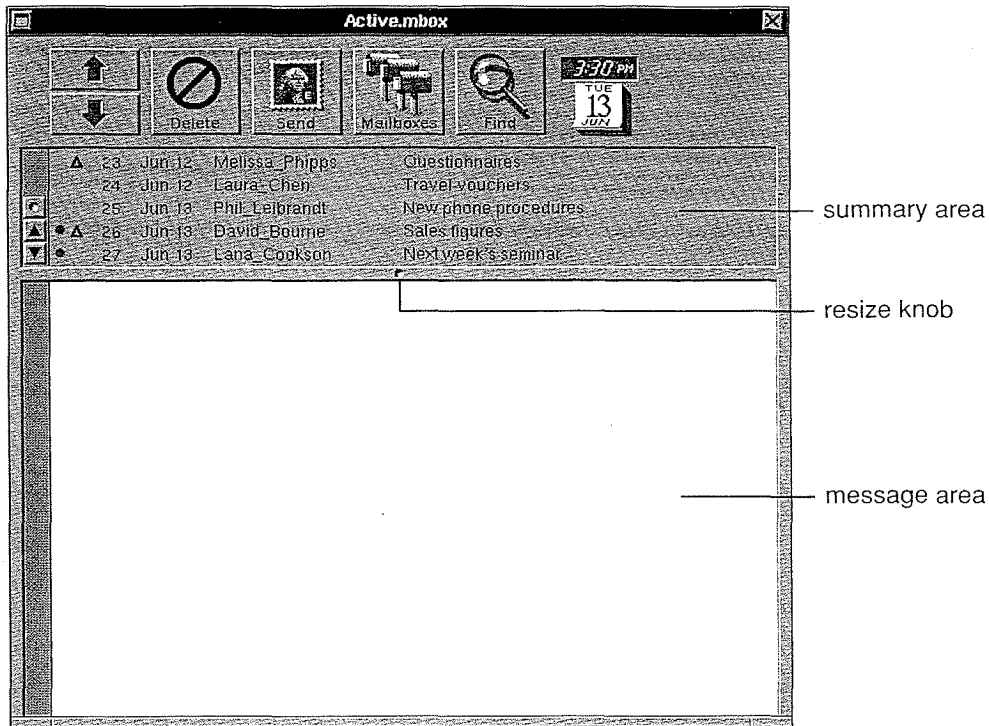 Active.mbox
Delete
Send
Mailboxes
Find
3:30 PM
TUE
13
JUN
23 Jun 12 Melissa_Phipps Questionnaires
24 Jun 12 Laura_Chen Travel vouchers
25 Jun 13 Phil_Leibrandt New phone procedures
26 Jun 13 David_Bourne Sales figures
27 Jun 13 Lana_Cookson Next week's seminar
summary area
resize knob
message area